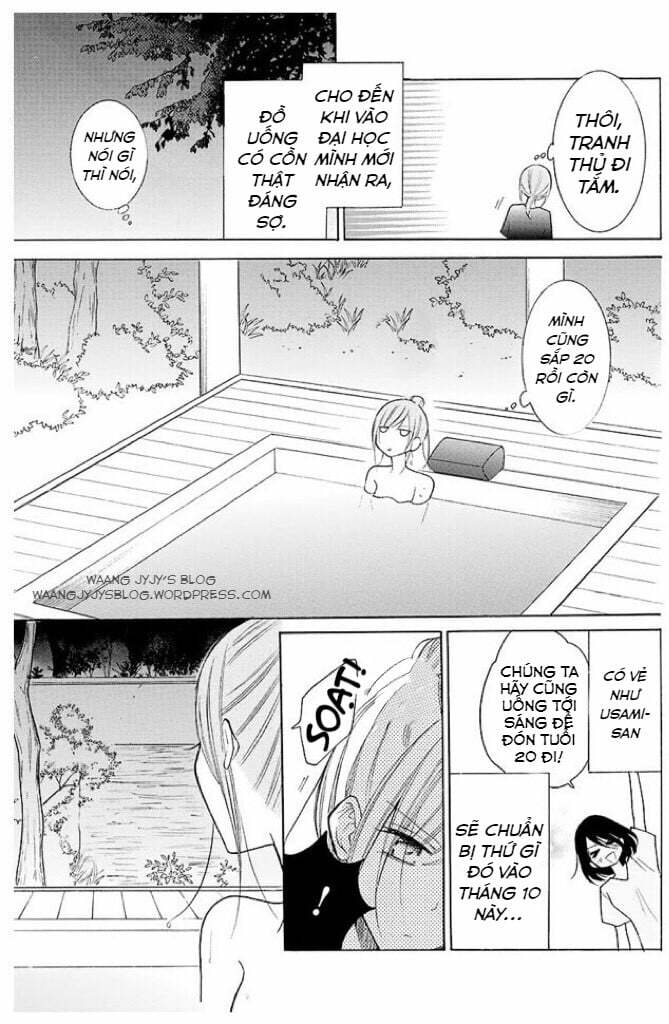 THÔI,
TRANH
THỦ ĐI
TẮM.
CHO ĐẾN
KHI VÀO
ĐẠI HỌC
MÌNH MỚI
NHẬN RA,
ĐỒ
UỐNG
CÓ CỒN
THẬT
ĐÁNG
SỢ.
NHƯNG
NÓI GÌ
THÌ NÓI,
MÌNH
CŨNG
SẮP 20
RỒI CÒN
GÌ.
WAANG JYJY'S BLOG
WAANGJYJYSBLOG.WORDPRESS.COM
CÓ VẺ
NHƯ
USAMI-
SAN
CHÚNG TA
HÃY CÙNG
UỐNG TỚI
SÁNG ĐỂ
ĐÓN TUỔI
20 ĐI!
SẼ CHUẨN
BỊ THỨ GÌ
ĐÓ VÀO
THÁNG 10
NÀY...
SOẠT!
!